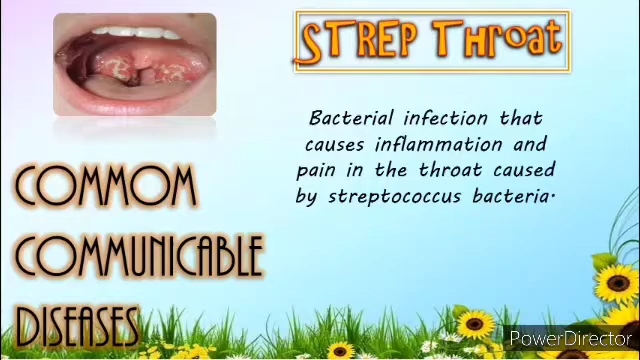 STREP THroat
Bacterial infection that
causes inflammation and
pain in the throat caused
by streptococcus bacteria.
COMMOM
COMMUNICABLE
DISEASES
PowerDirector